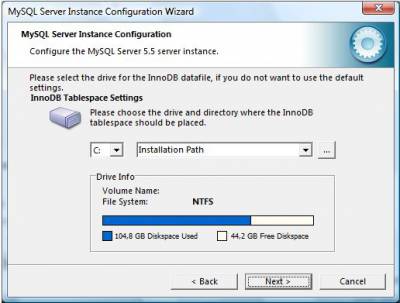 MySQL Server Instance Configuration Wizard
MySQL Server Instance Configuration
Configure the MySQL Server 5.5 server instance.
Please select the drive for the InnoDB datafile, if you do not want to use the default
settings.
InnoDB Tablespace Settings
Please choose the drive and directory where the InnoDB
tablespace should be placed.
C: Installation Path ...
Drive Info
Volume Name:
File System: NTFS
104,8 GB Diskspace Used 44,2 GB Free Diskspace
< Back Next > Cancel